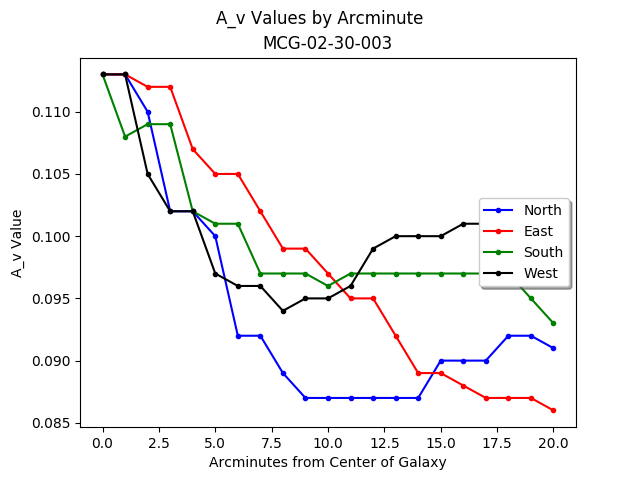 A_v Values by Arcminute
MCG-02-30-003
A_v Value
0.110
0.105
0.100
0.095
0.090
0.085
North
East
South
West
0.0 2.5 5.0 7.5 10.0 12.5 15.0 17.5 20.0
Arcminutes from Center of Galaxy